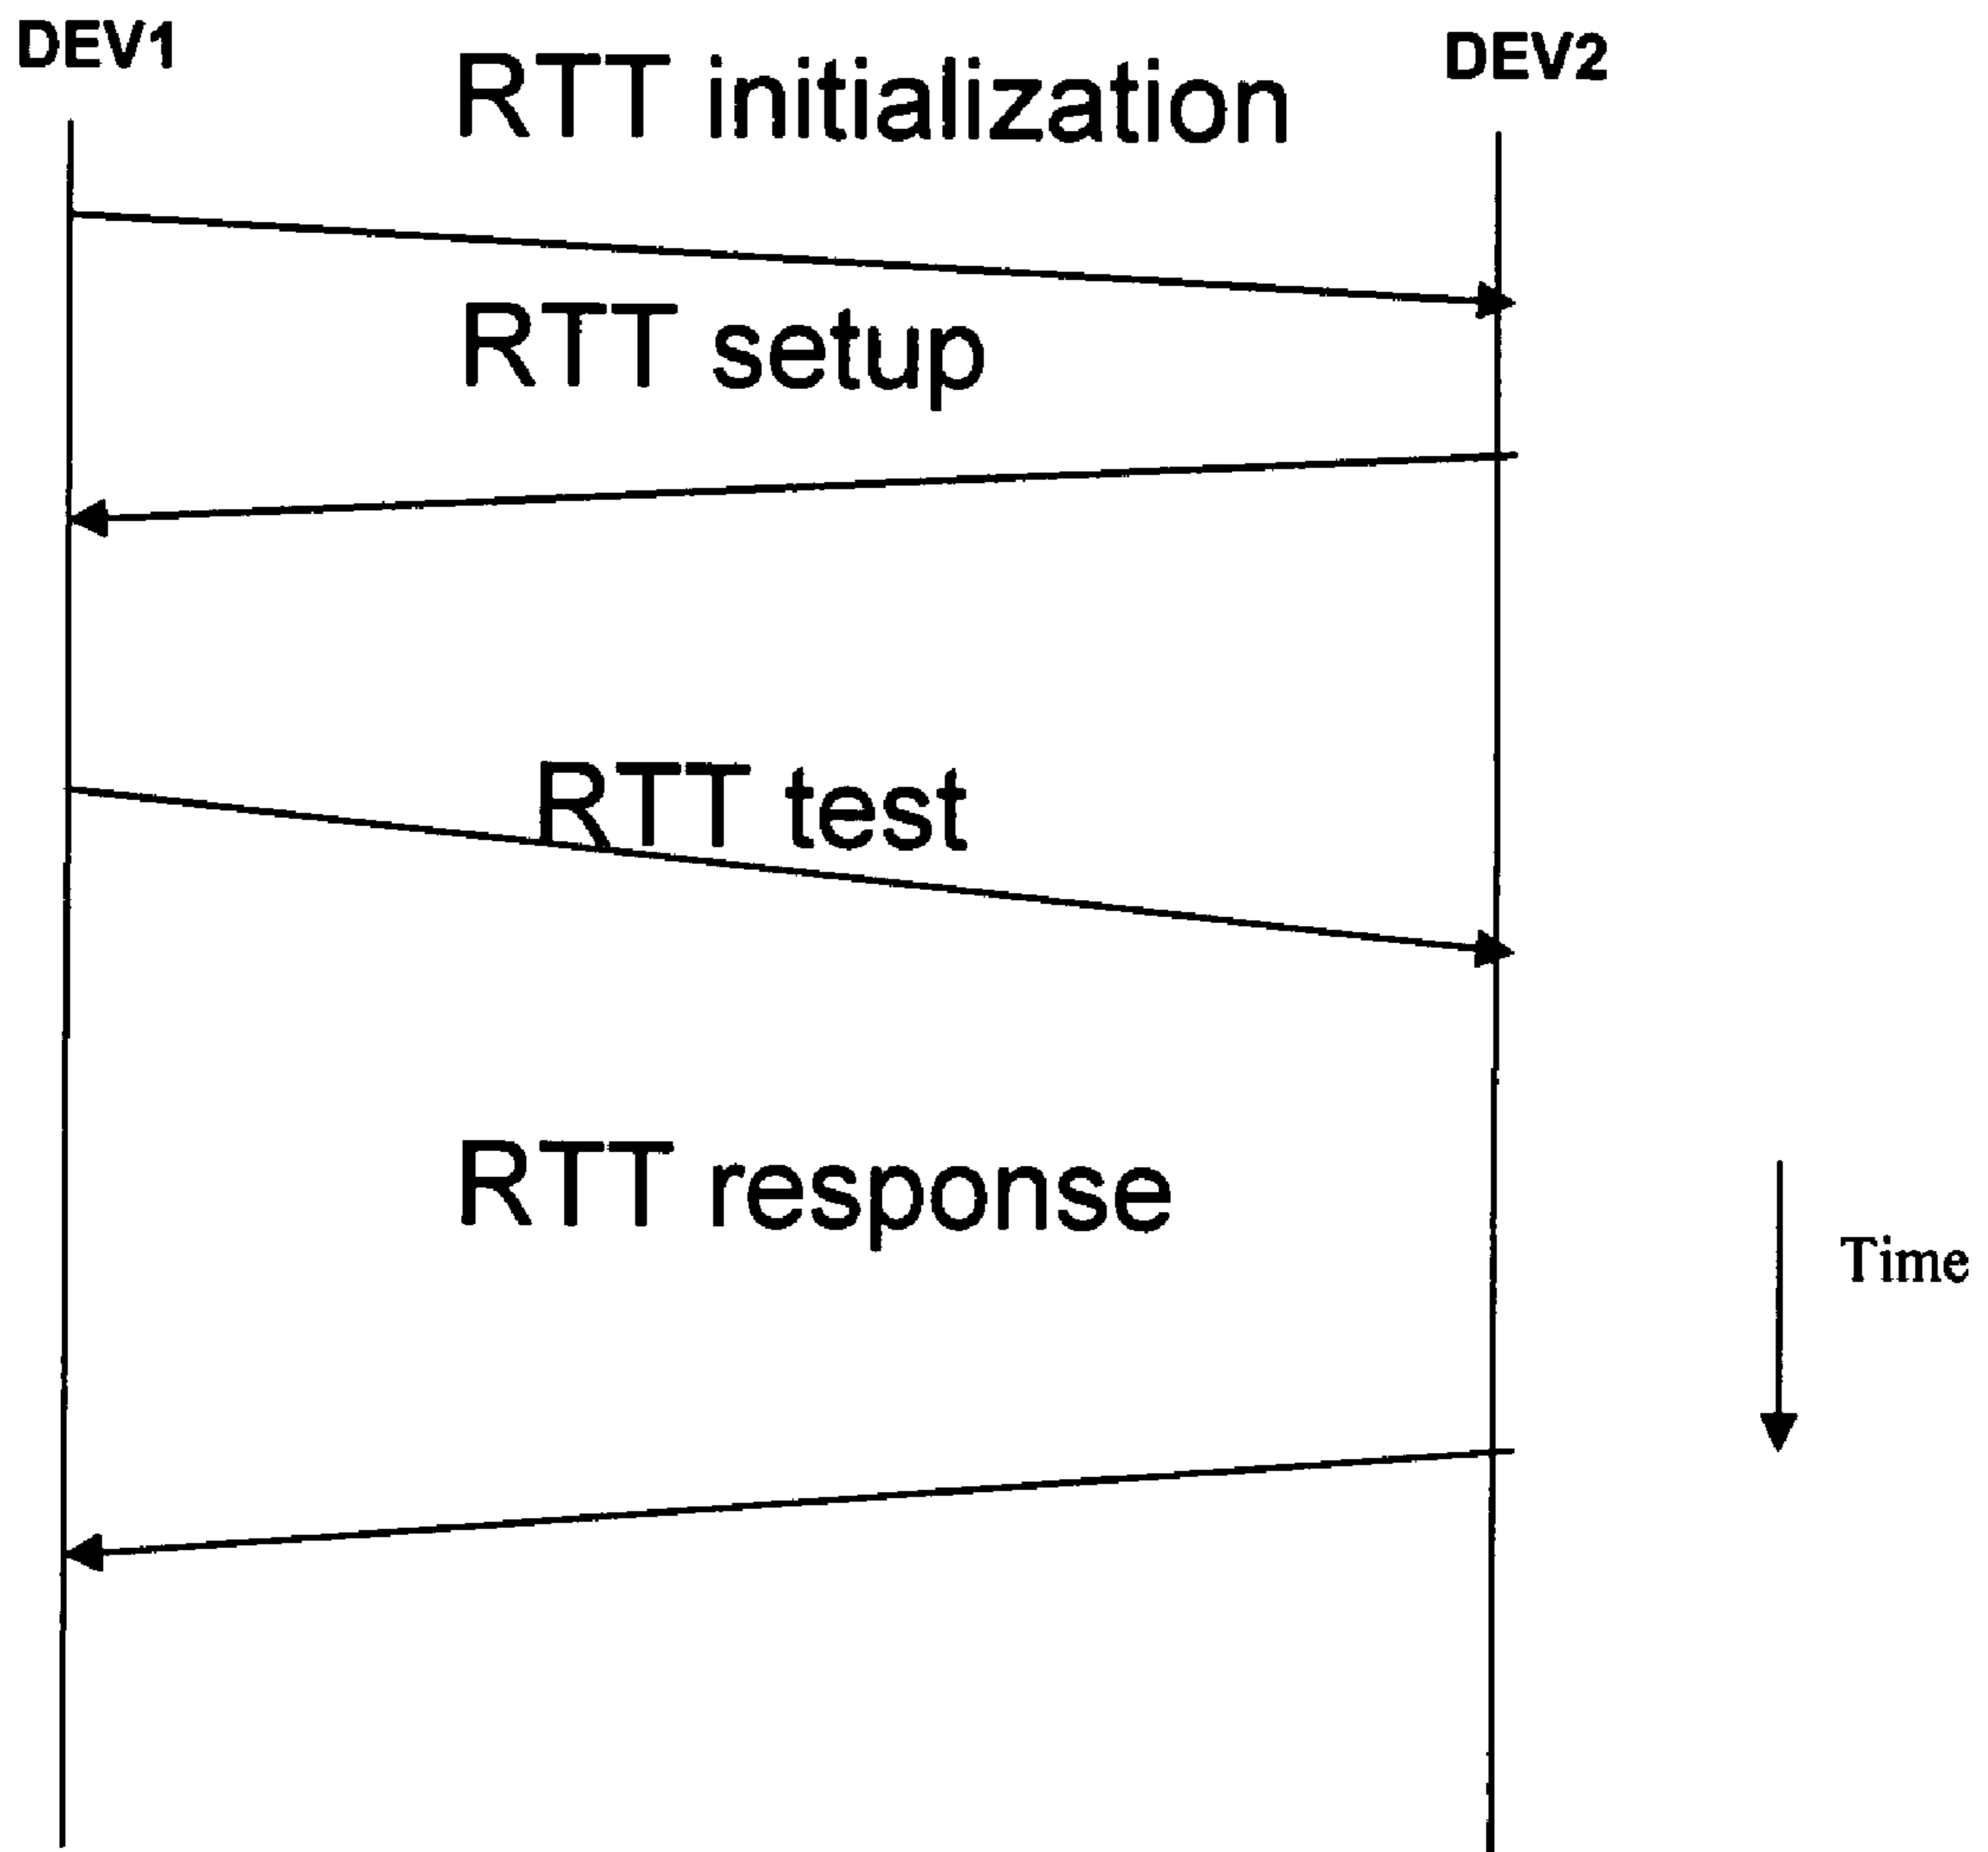 DEV1
DEV2
RTT initialization
RTT setup
RTT test
RTT response
Time